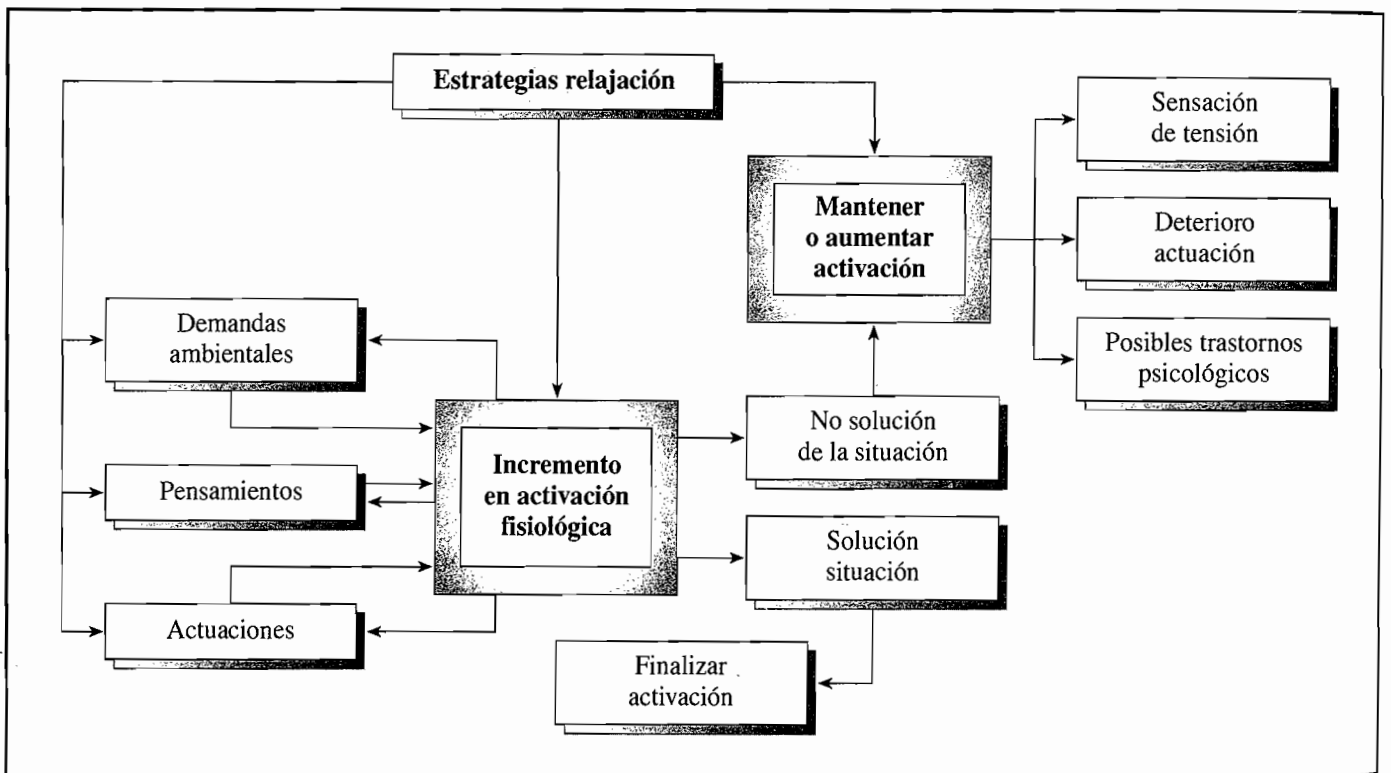 Estrategias relajación
Sensación
de tensión
Mantener
o aumentar
activación
Deterioro
actuación
Posibles trastornos
psicológicos
Demandas
ambientales
No solución
de la situación
Incremento
en activación
fisiológica
Pensamientos
Solución
situación
Actuaciones
Finalizar
activación